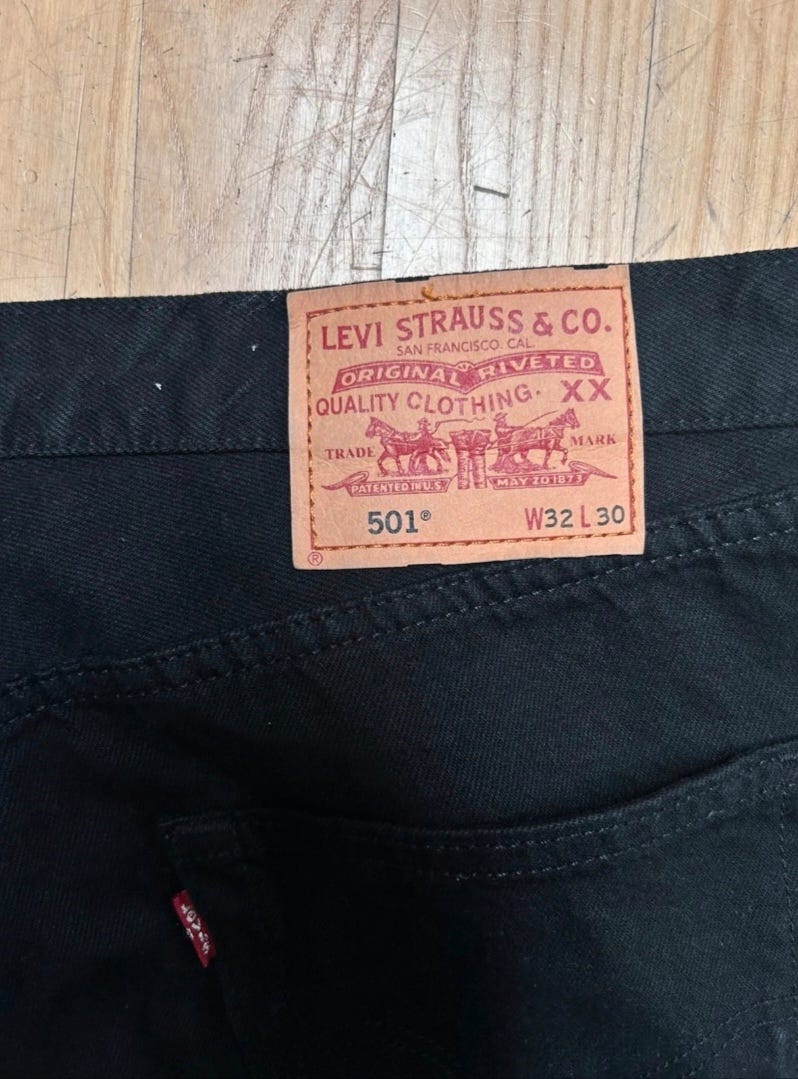 LEVI STRAUSS & CO.
SAN FRANCISCO. CAL.
ORIGINAL RIVETED
QUALITY CLOTHING. XX
TRADE MARK
PATENTED IN U.S. MAY 20 1873
501® W32 L30
®
LEVI'S